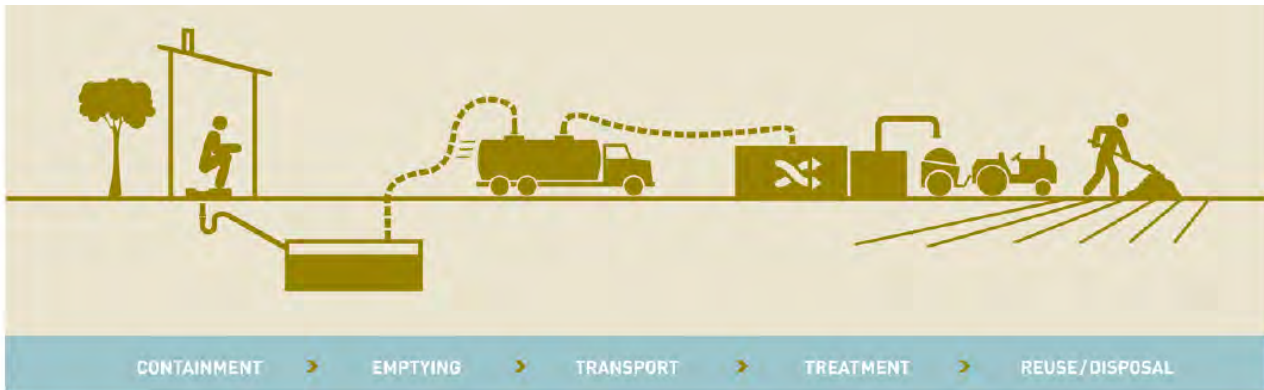 CONTAINMENT > EMPTYING > TRANSPORT > TREATMENT > REUSE/DISPOSAL